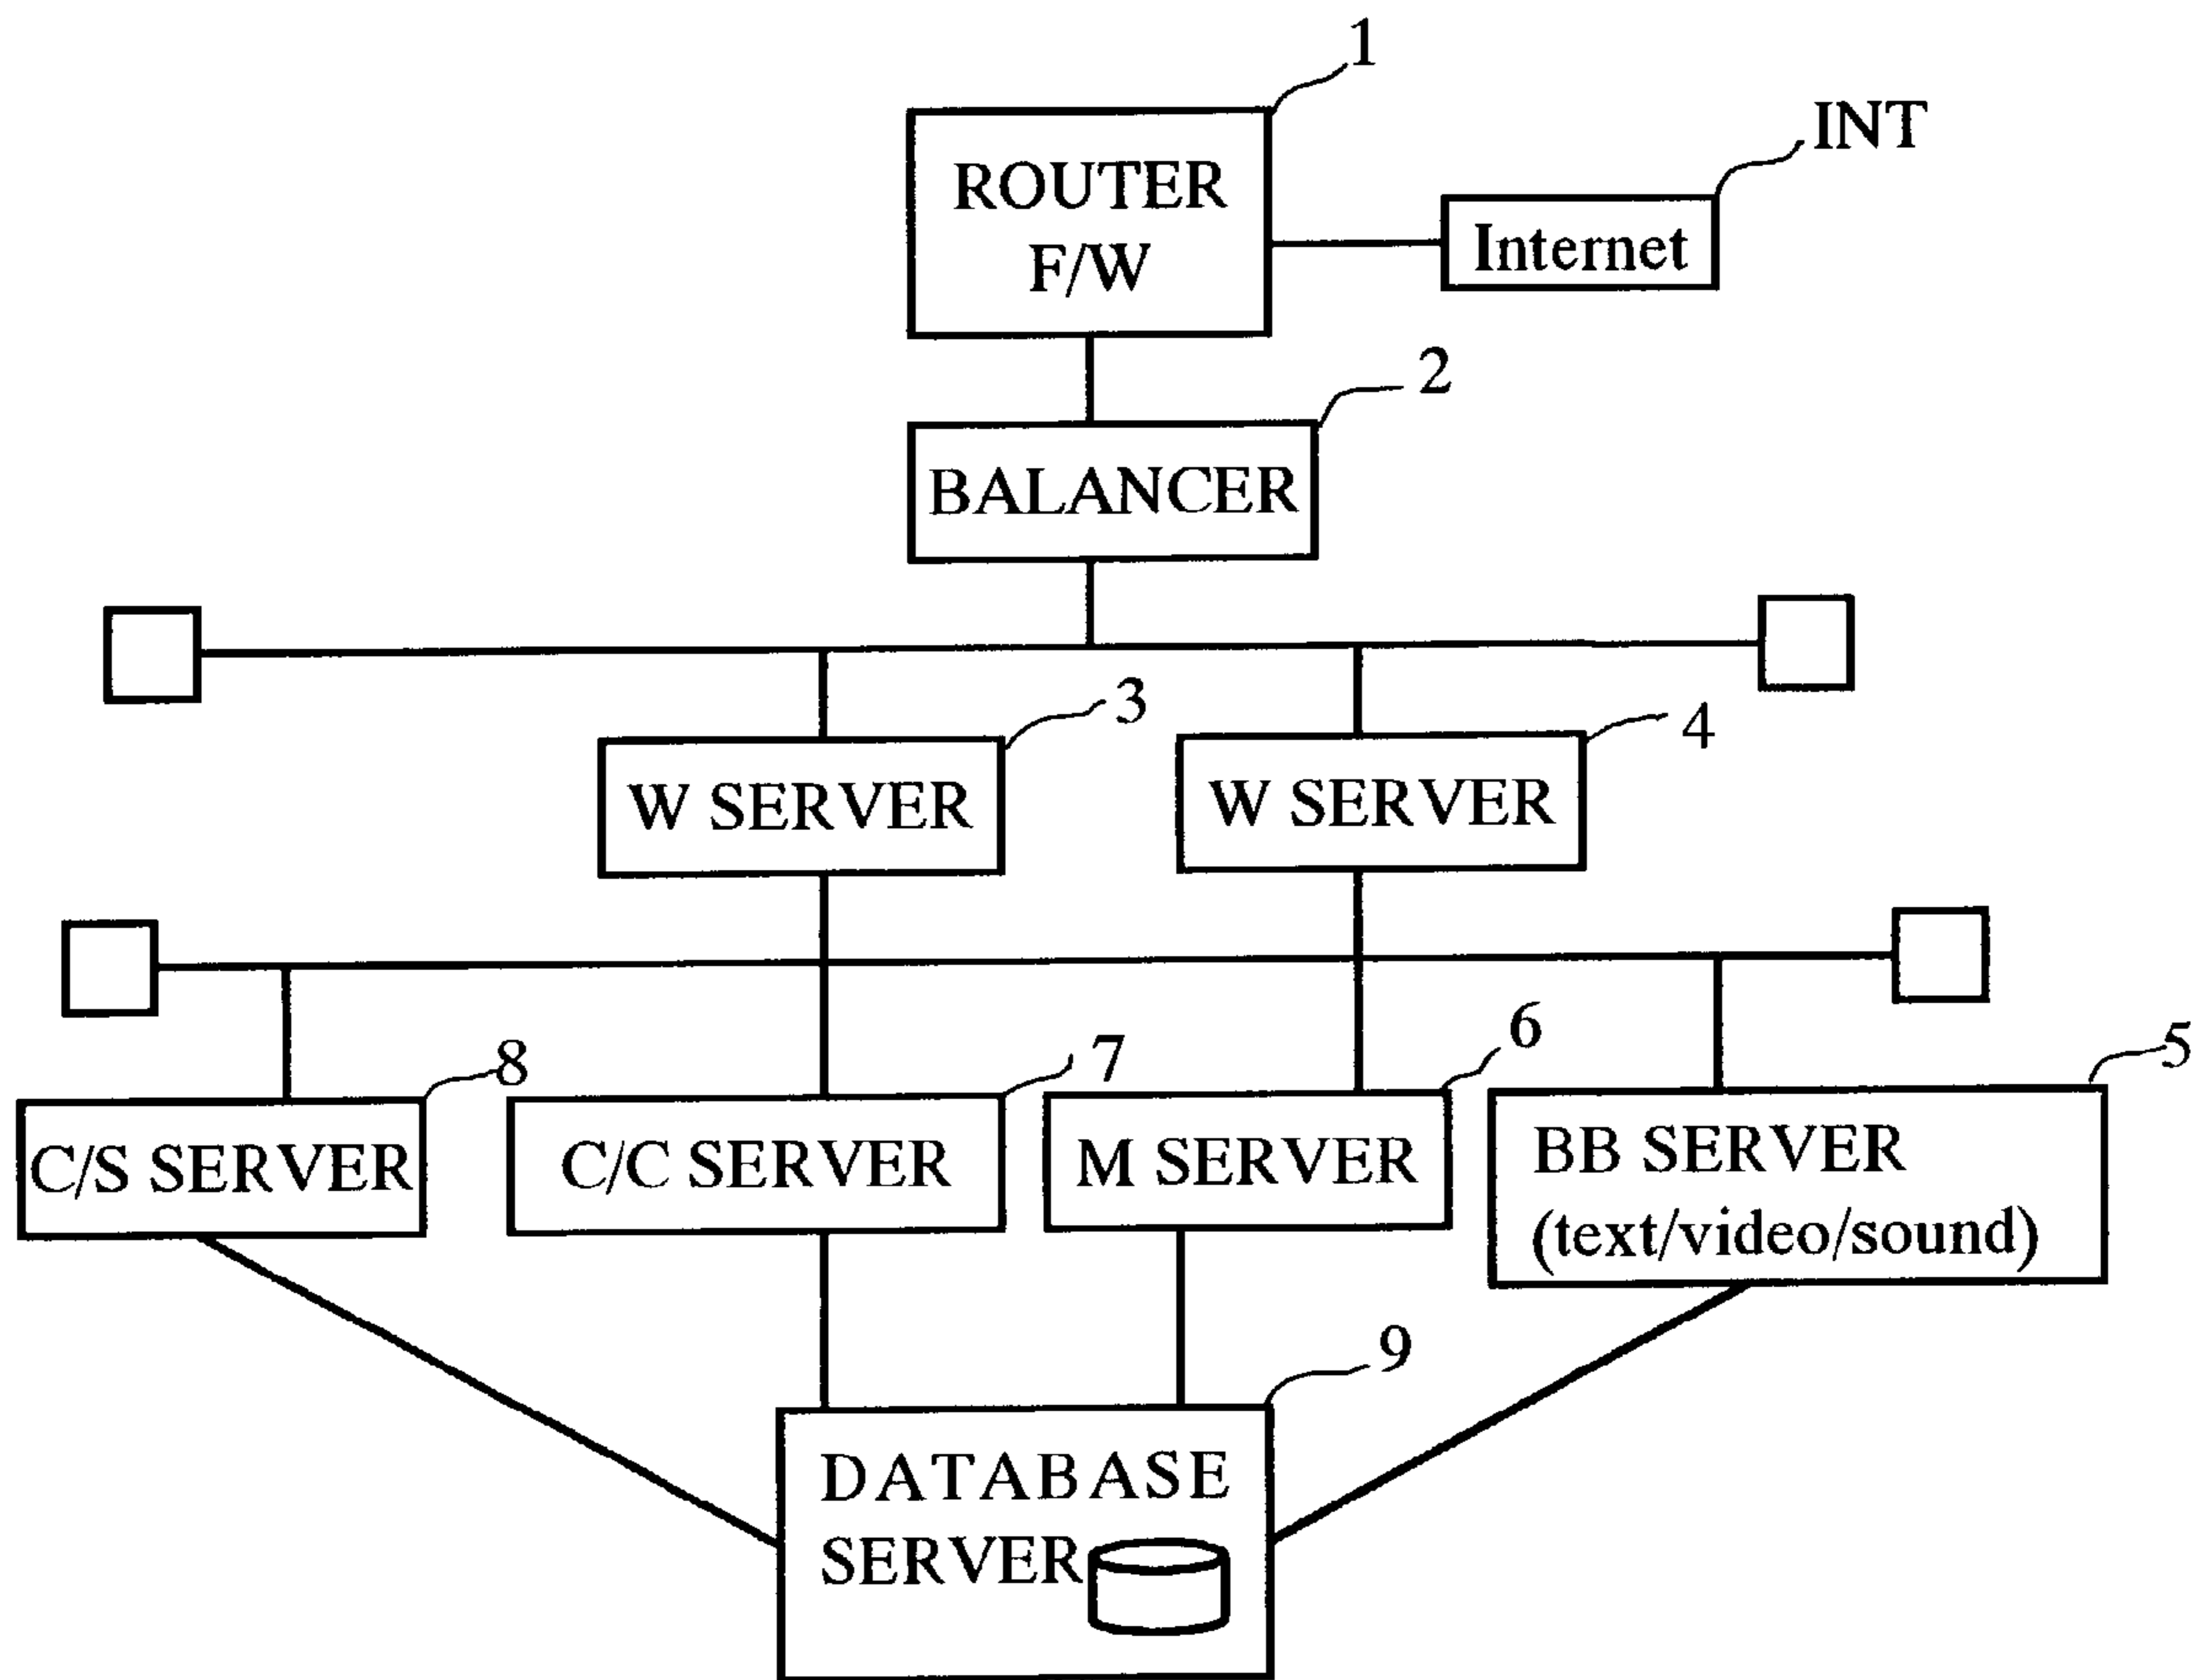 1
INT
ROUTER
F/W
Internet
2
BALANCER
3
4
W SERVER
W SERVER
8
7
6
5
C/S SERVER
C/C SERVER
M SERVER
BB SERVER
(text/video/sound)
9
DATABASE
SERVER